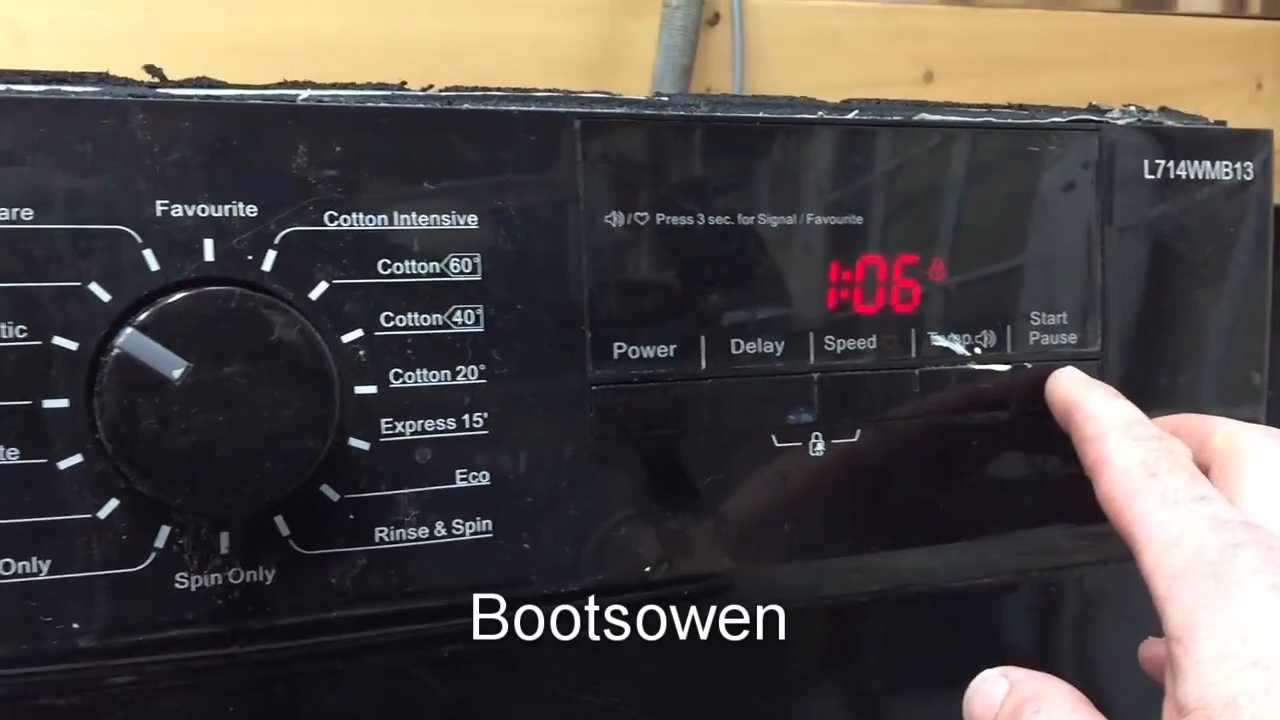 L714WMB13
are
Favourite
Cotton Intensive
Press 3 sec. for Signal / Favourite
Cotton 60°
1:06
Cotton 40°
tic
Start
Pause
Power
Delay
Speed
Temp
Cotton 20°
Express 15'
te
Eco
Rinse & Spin
Only
Spin Only
Bootsowen